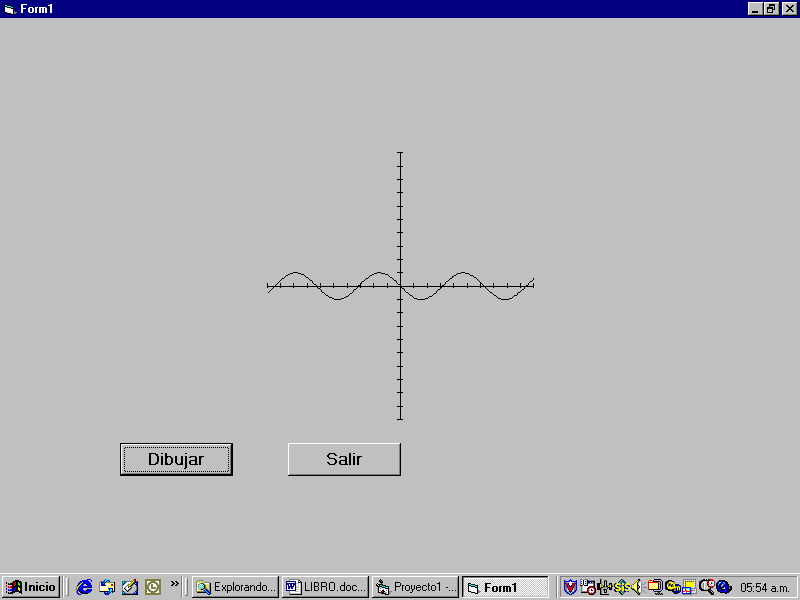 Form1
Dibujar
Salir
Inicio
»
Explorando...
LIBRO.doc...
Proyecto1 -...
Form1
05:54 a.m.